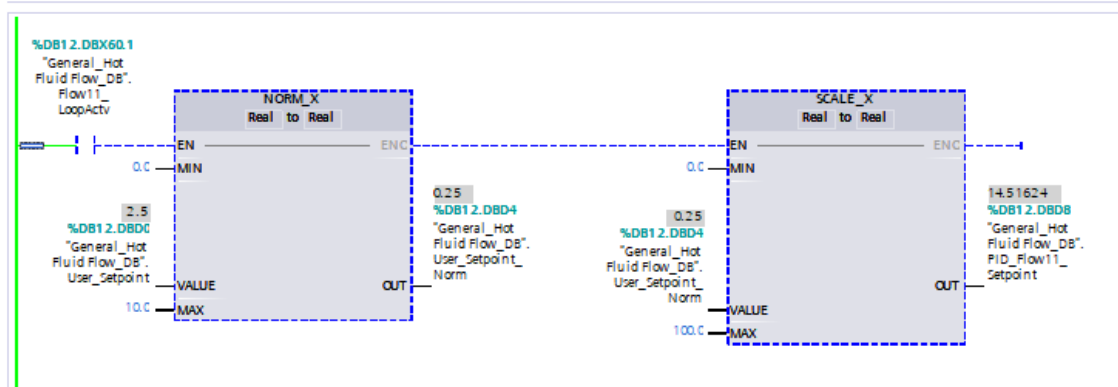 %DB12.DBX60.1
"General_Hot
Fluid Flow_DB".
Flow11_
LoopActv
NORM_X
Real to Real
EN
ENC
0.0
MIN
2.5
%DB12.DBD0
"General_Hot
Fluid Flow_DB".
User_Setpoint
VALUE
10.0
MAX
0.25
%DB12.DBD4
"General_Hot
Fluid Flow_DB".
User_Setpoint_
Norm
OUT
SCALE_X
Real to Real
EN
ENC
0.0
MIN
0.25
%DB12.DBD4
"General_Hot
Fluid Flow_DB".
User_Setpoint_
Norm
VALUE
100.0
MAX
14.51624
%DB12.DBD8
"General_Hot
Fluid Flow_DB".
PID_Flow11_
Setpoint
OUT